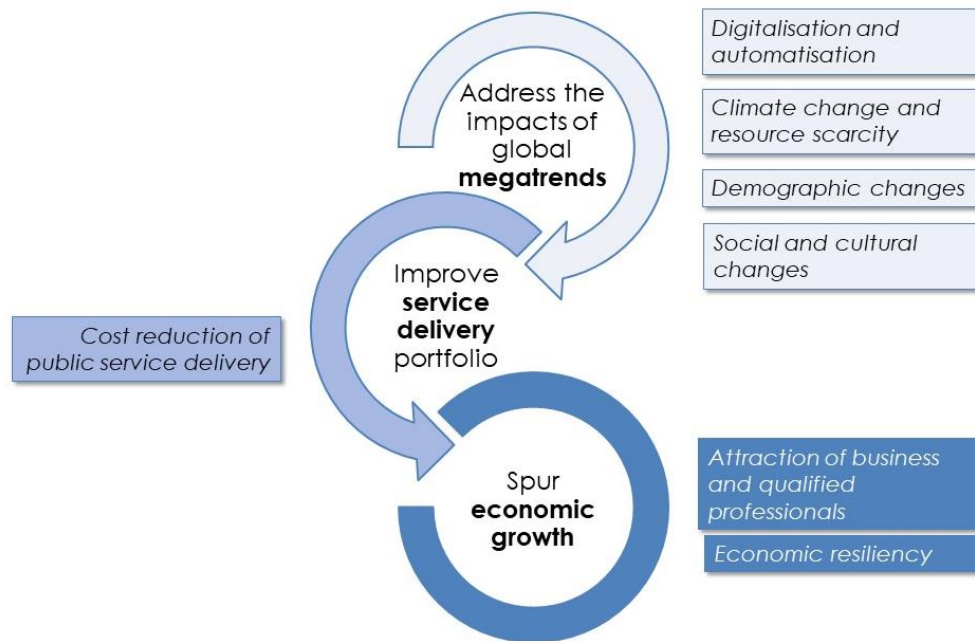 Digitalisation and
automatisation
Address the
impacts of
global
megatrends
Climate change and
resource scarcity
Demographic changes
Social and cultural
changes
Improve
service
delivery
portfolio
Cost reduction of
public service delivery
Spur
economic
growth
Attraction of business
and qualified
professionals
Economic resiliency